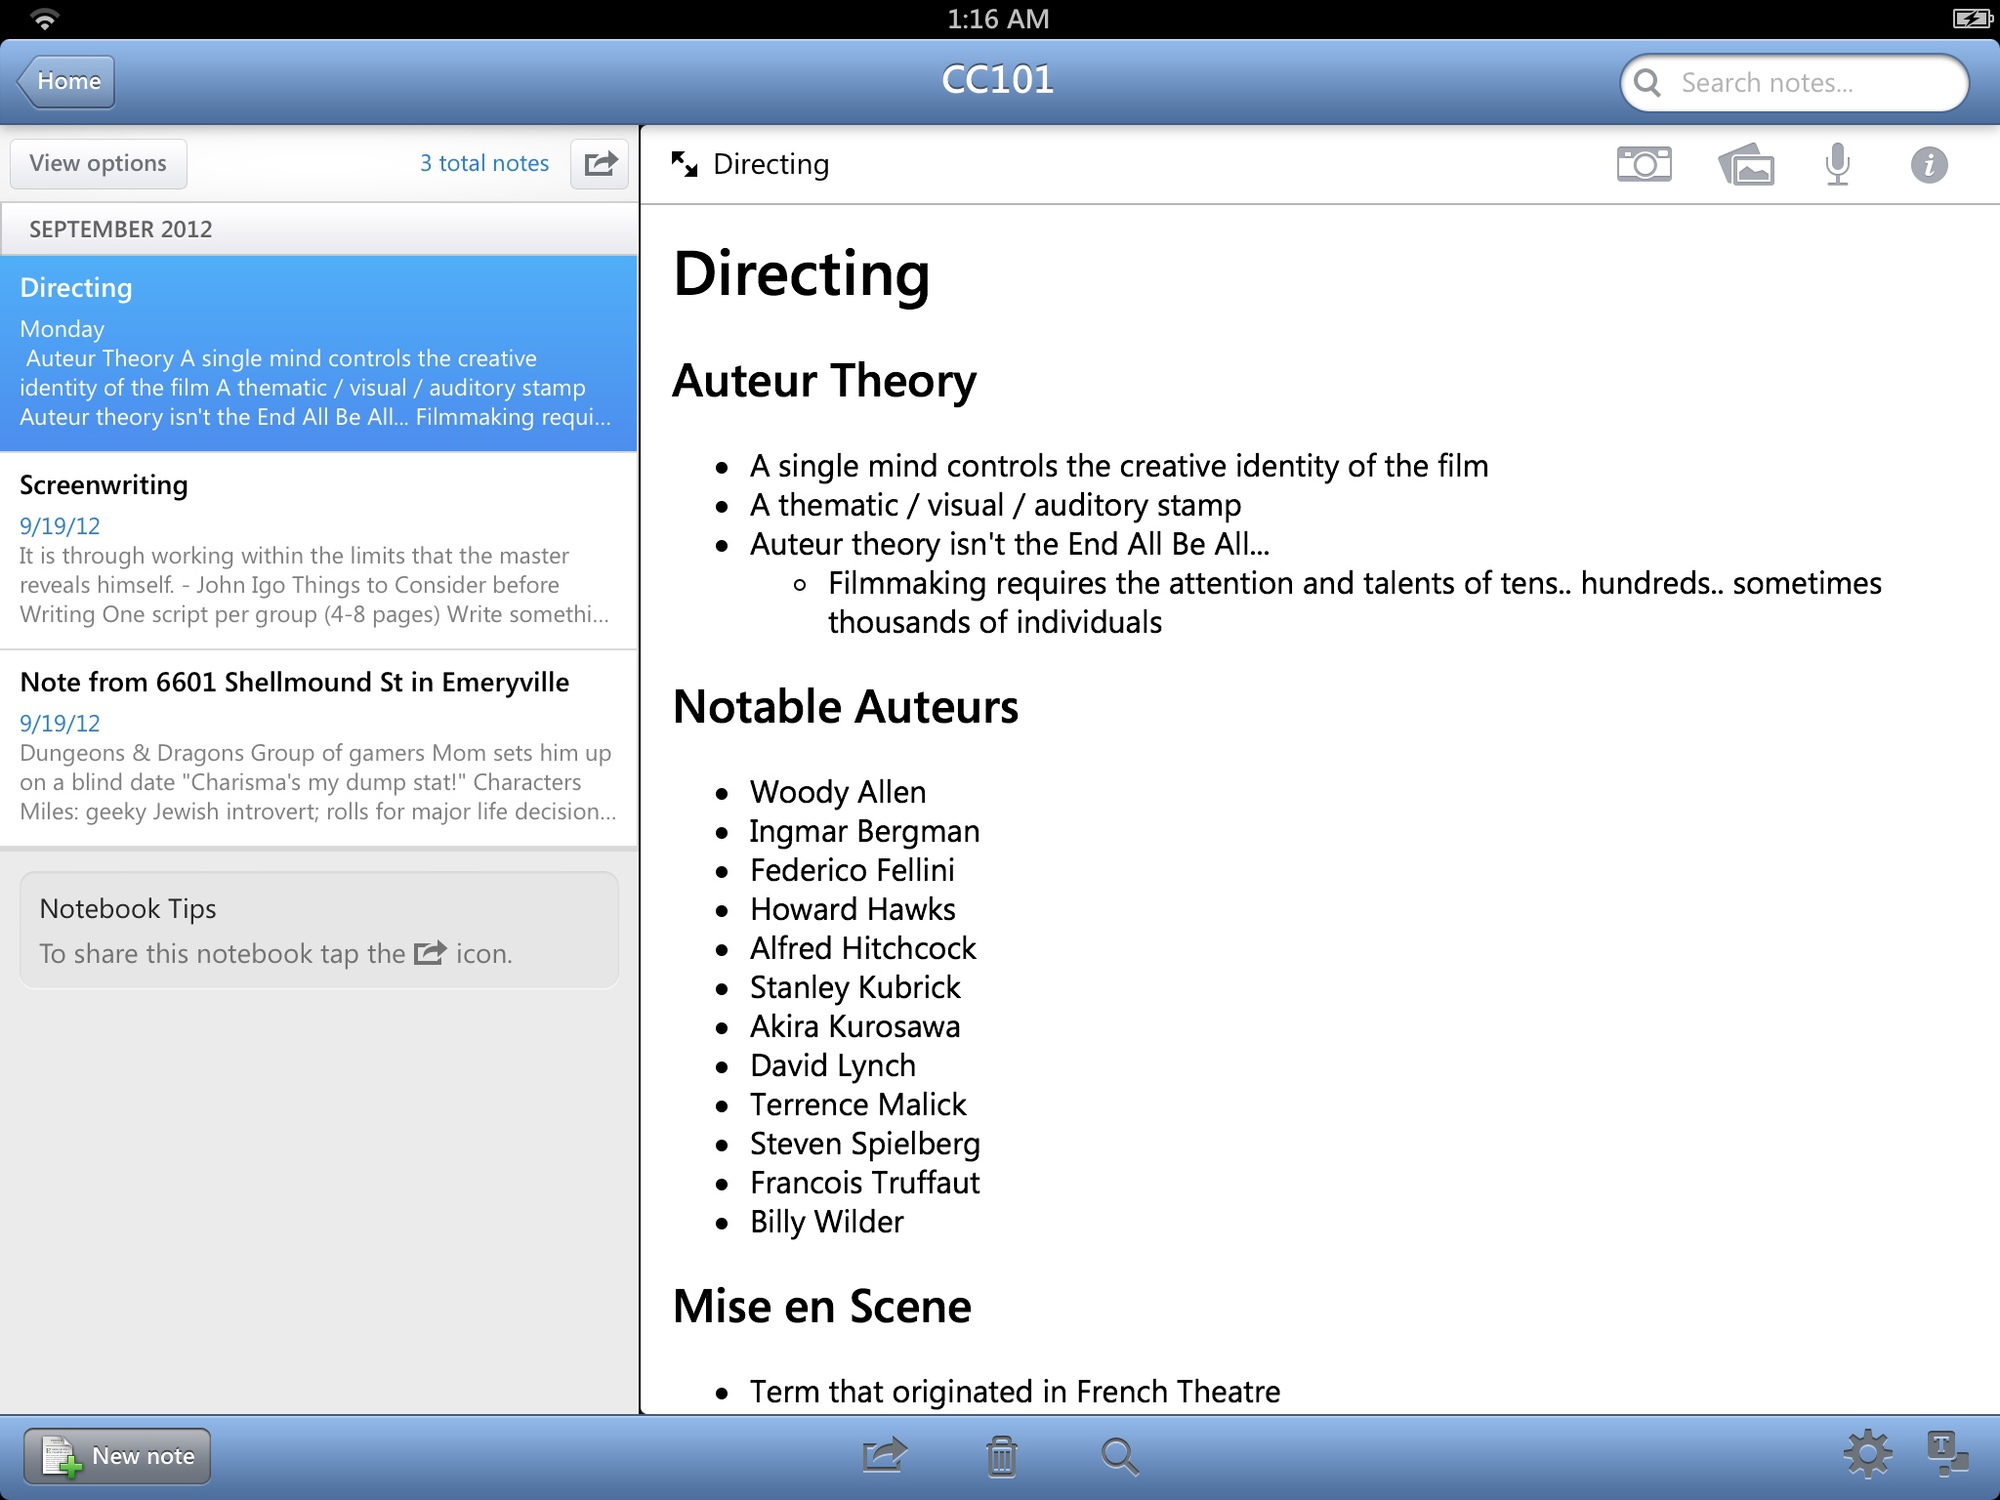 1:16 AM
Home
CC101
Search notes...
View options
3 total notes
SEPTEMBER 2012
Directing
Monday
Auteur Theory A single mind controls the creative
identity of the film A thematic / visual / auditory stamp
Auteur theory isn't the End All Be All... Filmmaking requi...
Screenwriting
9/19/12
It is through working within the limits that the master
reveals himself. - John Igo Things to Consider before
Writing One script per group (4-8 pages) Write somethi...
Note from 6601 Shellmound St in Emeryville
9/19/12
Dungeons & Dragons Group of gamers Mom sets him up
on a blind date "Charisma's my dump stat!" Characters
Miles: geeky Jewish introvert; rolls for major life decision...
Notebook Tips
To share this notebook tap the icon.
New note
Directing
Directing
Auteur Theory
A single mind controls the creative identity of the film
A thematic / visual / auditory stamp
Auteur theory isn't the End All Be All...
Filmmaking requires the attention and talents of tens.. hundreds.. sometimes
thousands of individuals
Notable Auteurs
Woody Allen
Ingmar Bergman
Federico Fellini
Howard Hawks
Alfred Hitchcock
Stanley Kubrick
Akira Kurosawa
David Lynch
Terrence Malick
Steven Spielberg
Francois Truffaut
Billy Wilder
Mise en Scene
Term that originated in French Theatre